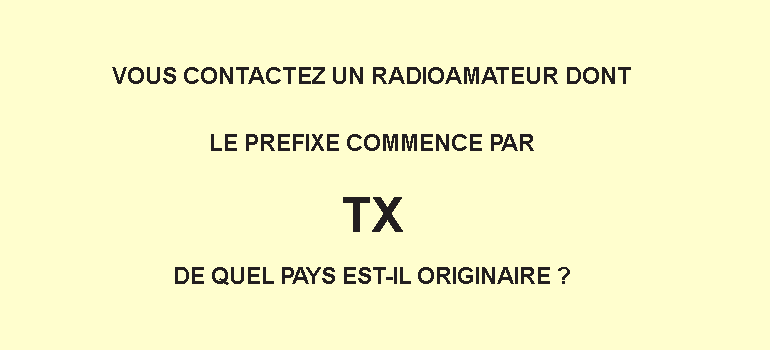 VOUS CONTACTEZ UN RADIOAMATEUR DONT
LE PREFIXE COMMENCE PAR
TX
DE QUEL PAYS EST-IL ORIGINAIRE ?